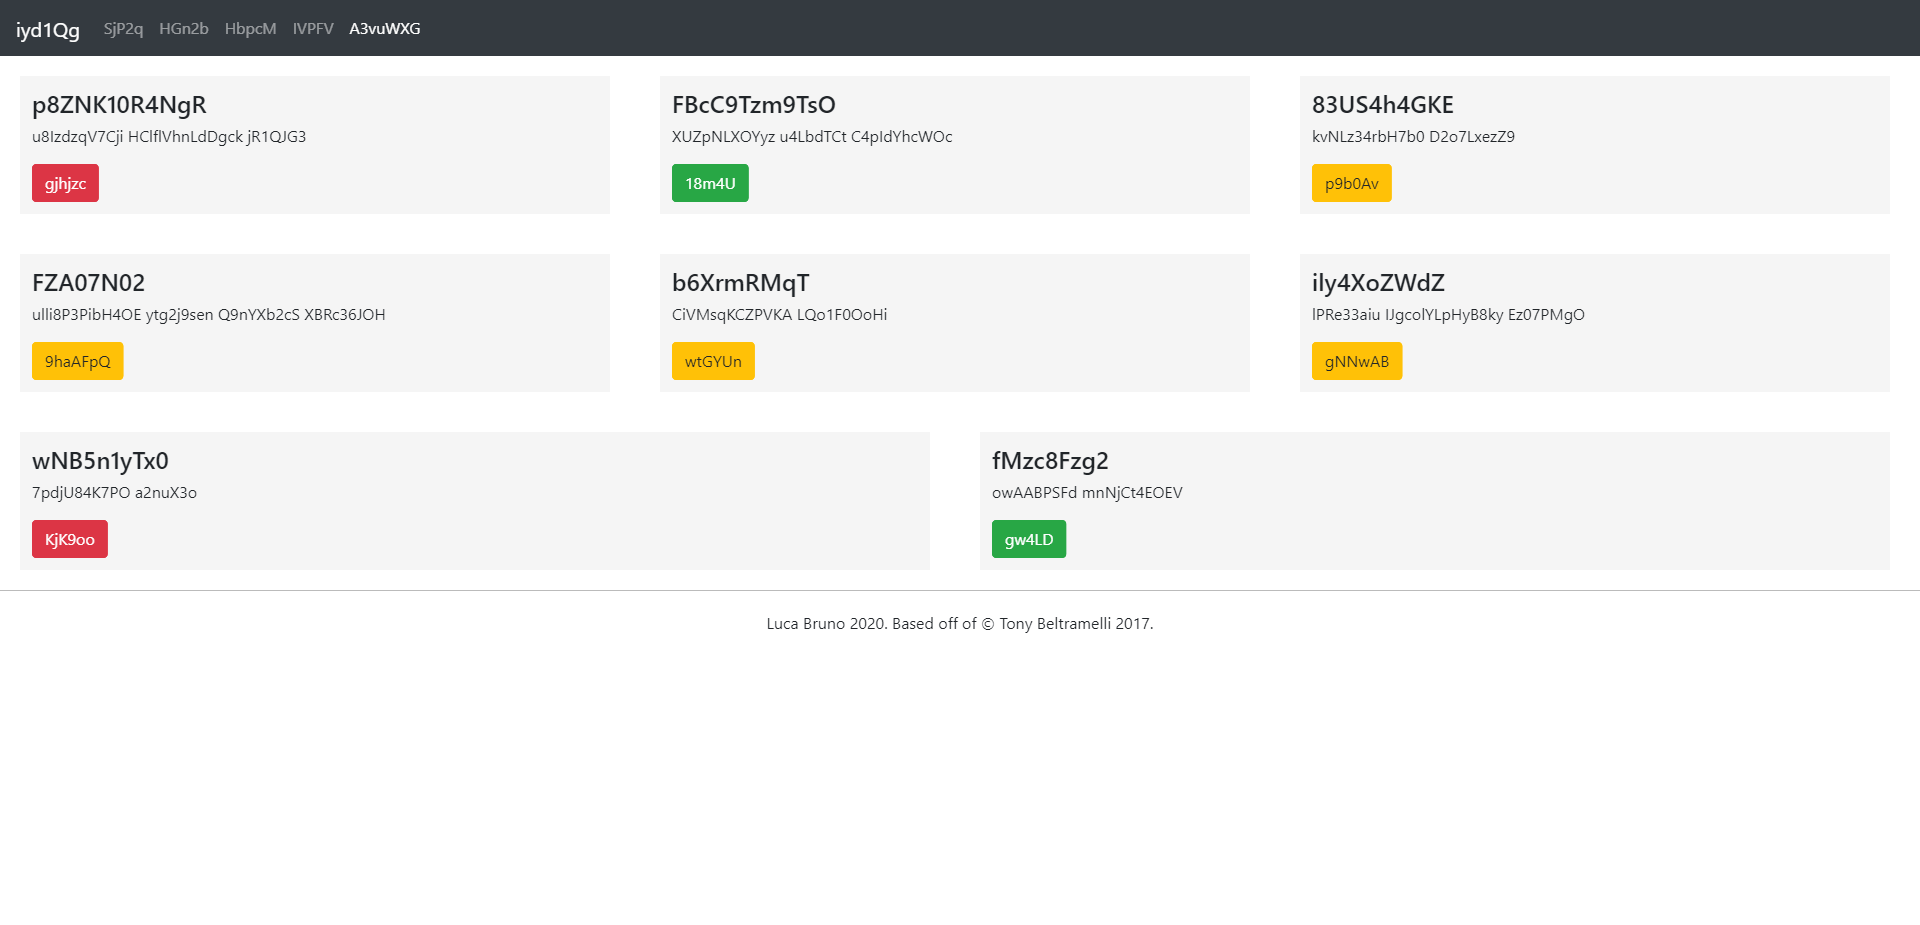 iyd1Qg SjP2q HGn2b HbpcM IVPFV A3vuWXG
p8ZNK10R4NgR
u8IzdzqV7Cji HClflVhnLdDgck jR1QJG3
gjhjzc
FBcC9Tzm9TsO
XUZpNLXOYyz u4LbdTCt C4pIdYhcWOc
18m4U
83US4h4GKE
kvNLz34rbH7b0 D2o7LxezZ9
p9b0Av
FZA07N02
ulli8P3PibH4OE ytg2j9sen Q9nYXb2cS XBRc36JOH
9haAFpQ
b6XrmRMqT
CiVMsqKCZPVKA LQo1F0OoHi
wtGYUn
ily4XoZWdZ
lPRe33aiu IJgcolYLpHyB8ky Ez07PMgO
gNNwAB
wNB5n1yTx0
7pdjU84K7PO a2nuX3o
KjK9oo
fMzc8Fzg2
owAABPSFd mnNjCt4EOEV
gw4LD
Luca Bruno 2020. Based off of © Tony Beltramelli 2017.